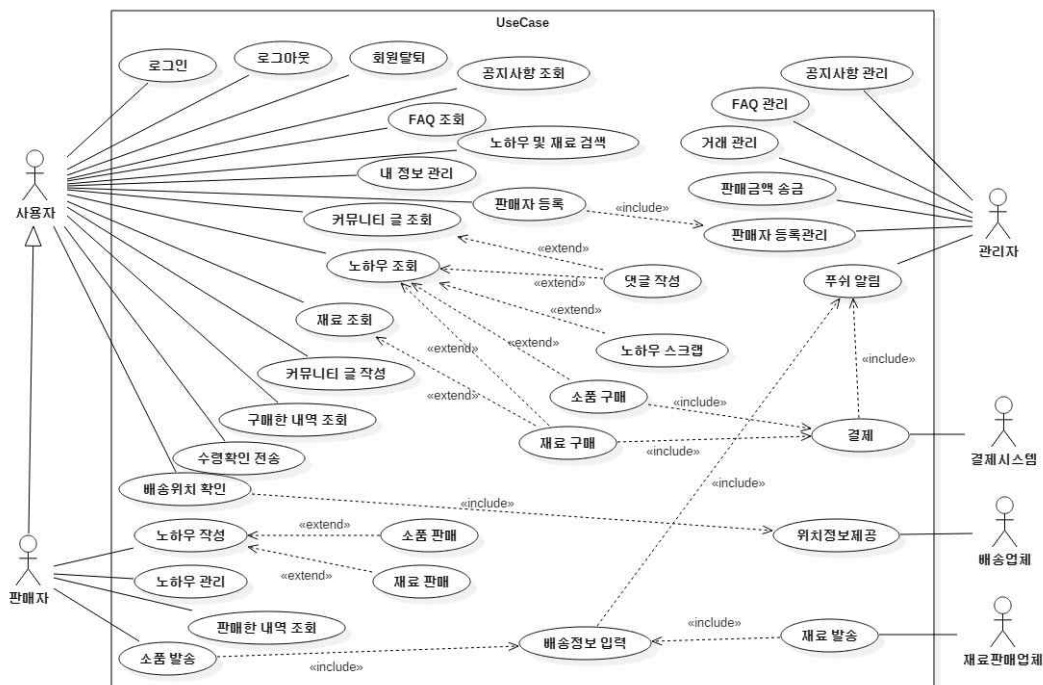 UseCase
로그인
로그아웃
회원탈퇴
공지사항 조회
공지사항 관리
FAQ 조회
FAQ 관리
노하우 및 재료 검색
거래 관리
내 정보 관리
판매금액 송금
사용자
판매자 등록
«include»
커뮤니티 글 조회
판매자 등록관리
관리자
«extend»
노하우 조회
댓글 작성
«extend»
푸쉬 알림
«extend»
재료 조회
«extend»
«extend»
노하우 스크랩
«include»
커뮤니티 글 작성
«extend»
소품 구매
«include»
구매한 내역 조회
재료 구매
«include»
결제
결제시스템
수령확인 전송
«include»
배송위치 확인
«include»
노하우 작성
«extend»
소품 판매
위치정보제공
배송업체
노하우 관리
«extend»
재료 판매
판매자
판매한 내역 조회
«include»
배송정보 입력
재료 발송
소품 발송
«include»
재료판매업체